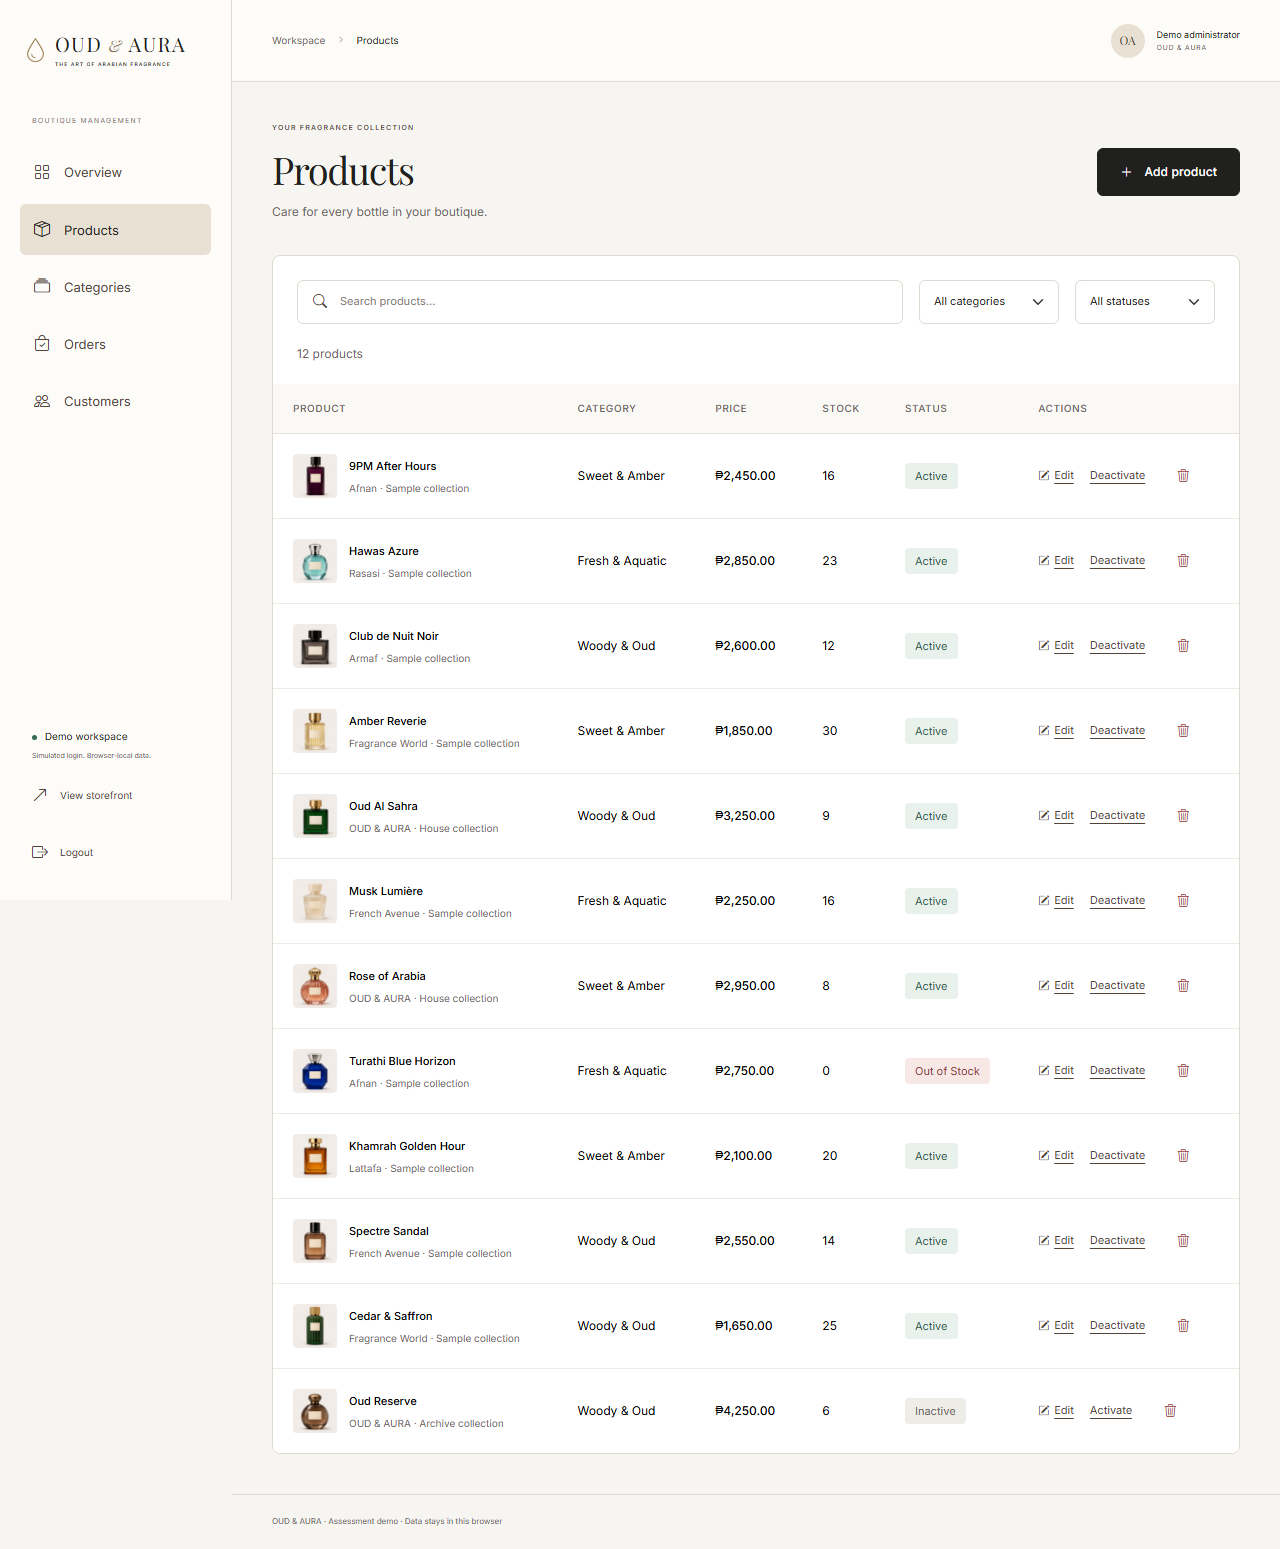 OUD & AURA
THE ART OF ARABIAN FRAGRANCE
BOUTIQUE MANAGEMENT
Overview
Products
Categories
Orders
Customers
Demo workspace
Simulated login. Browser-local data.
View storefront
Logout
Workspace > Products
OA
Demo administrator
OUD & AURA
YOUR FRAGRANCE COLLECTION
Products
Care for every bottle in your boutique.
+ Add product
Search products...
All categories
All statuses
12 products
PRODUCT CATEGORY PRICE STOCK STATUS ACTIONS
9PM After Hours
Afnan · Sample collection
Sweet & Amber ₱2,450.00 16 Active Edit Deactivate
Hawas Azure
Rasasi · Sample collection
Fresh & Aquatic ₱2,850.00 23 Active Edit Deactivate
Club de Nuit Noir
Armaf · Sample collection
Woody & Oud ₱2,600.00 12 Active Edit Deactivate
Amber Reverie
Fragrance World · Sample collection
Sweet & Amber ₱1,850.00 30 Active Edit Deactivate
Oud Al Sahra
OUD & AURA · House collection
Woody & Oud ₱3,250.00 9 Active Edit Deactivate
Musk Lumière
French Avenue · Sample collection
Fresh & Aquatic ₱2,250.00 16 Active Edit Deactivate
Rose of Arabia
OUD & AURA · House collection
Sweet & Amber ₱2,950.00 8 Active Edit Deactivate
Turathi Blue Horizon
Afnan · Sample collection
Fresh & Aquatic ₱2,750.00 0 Out of Stock Edit Deactivate
Khamrah Golden Hour
Lattafa · Sample collection
Sweet & Amber ₱2,100.00 20 Active Edit Deactivate
Spectre Sandal
French Avenue · Sample collection
Woody & Oud ₱2,550.00 14 Active Edit Deactivate
Cedar & Saffron
Fragrance World · Sample collection
Woody & Oud ₱1,650.00 25 Active Edit Deactivate
Oud Reserve
OUD & AURA · Archive collection
Woody & Oud ₱4,250.00 6 Inactive Edit Activate
OUD & AURA · Assessment demo · Data stays in this browser